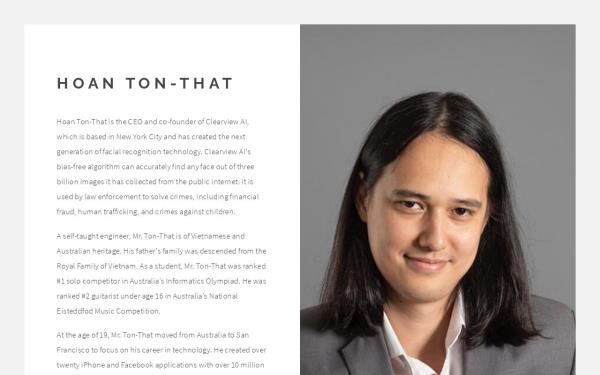 HOAN TON-THAT
Hoan Ton-That is the CEO and co-founder of Clearview AI,
which is based in New York City and has created the next
generation of facial recognition technology. Clearview AI's
bias-free algorithm can accurately find any face out of three
billion images it has collected from the public internet. It is
used by law enforcement to solve crimes, including financial
fraud, human trafficking, and crimes against children.
A self-taught engineer, Mr. Ton-That is of Vietnamese and
Australian heritage. His father's family was descended from the
Royal Family of Vietnam. As a student, Mr. Ton-That was ranked
#1 solo competitor in Australia's Informatics Olympiad. He was
ranked #2 guitarist under age 16 in Australia's National
Eisteddfod Music Competition.
At the age of 19, Mr. Ton-That moved from Australia to San
Francisco to focus on his career in technology. He created over
twenty iPhone and Facebook applications with over 10 million